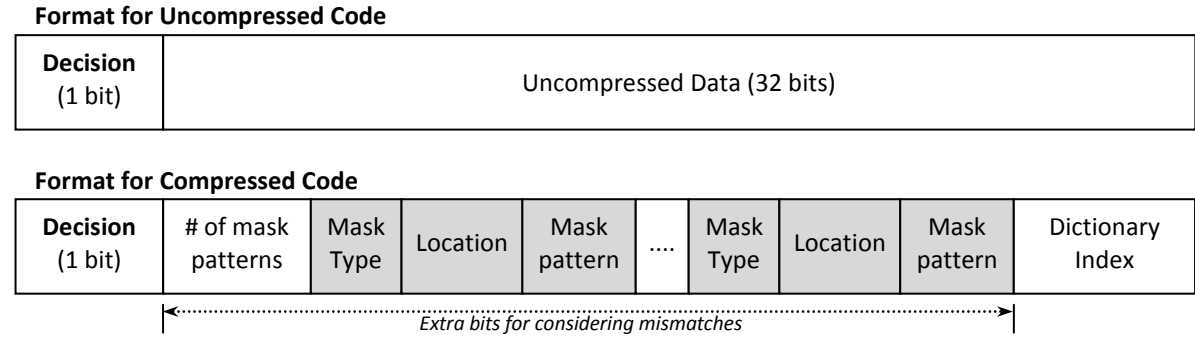 Format for Uncompressed Code
Decision
(1 bit)
Uncompressed Data (32 bits)
Format for Compressed Code
Decision
(1 bit)
# of mask
patterns
Mask
Type
Location
Mask
pattern
....
Mask
Type
Location
Mask
pattern
Dictionary
Index
Extra bits for considering mismatches